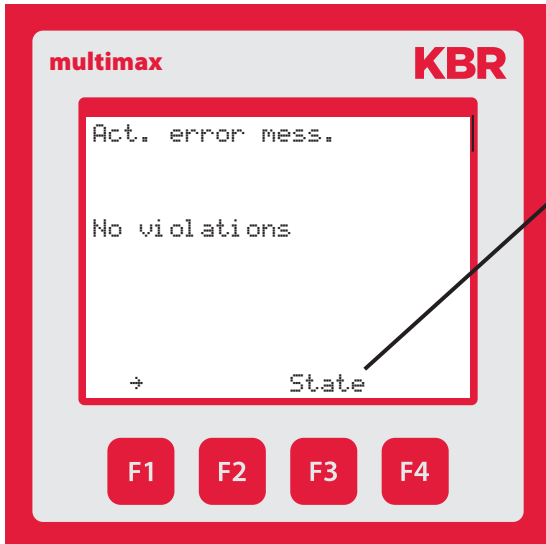 multimax KBR
Act. error mess.
No violations
→ State
F1 F2 F3 F4